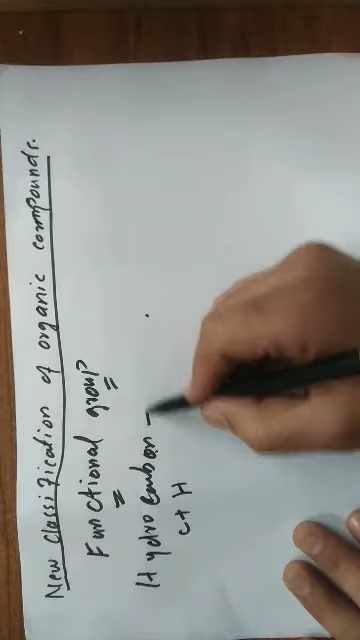 New classification of organic compounds.
Functional group
Hydrocarbon -
C + H